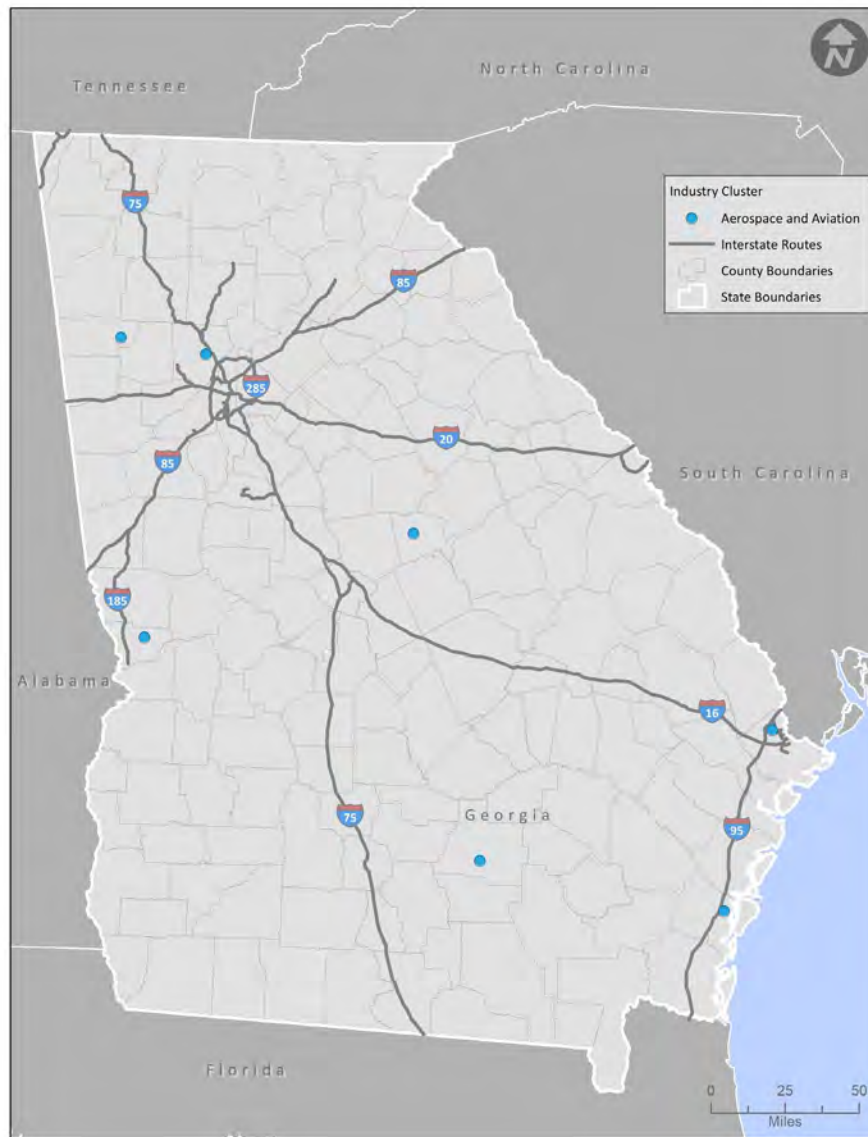 North Carolina
Tennessee
N
75
Industry Cluster
Aerospace and Aviation
Interstate Routes
County Boundaries
State Boundaries
85
285
20
85
South Carolina
185
Alabama
16
75
Georgia
95
Florida
0 25 50
Miles